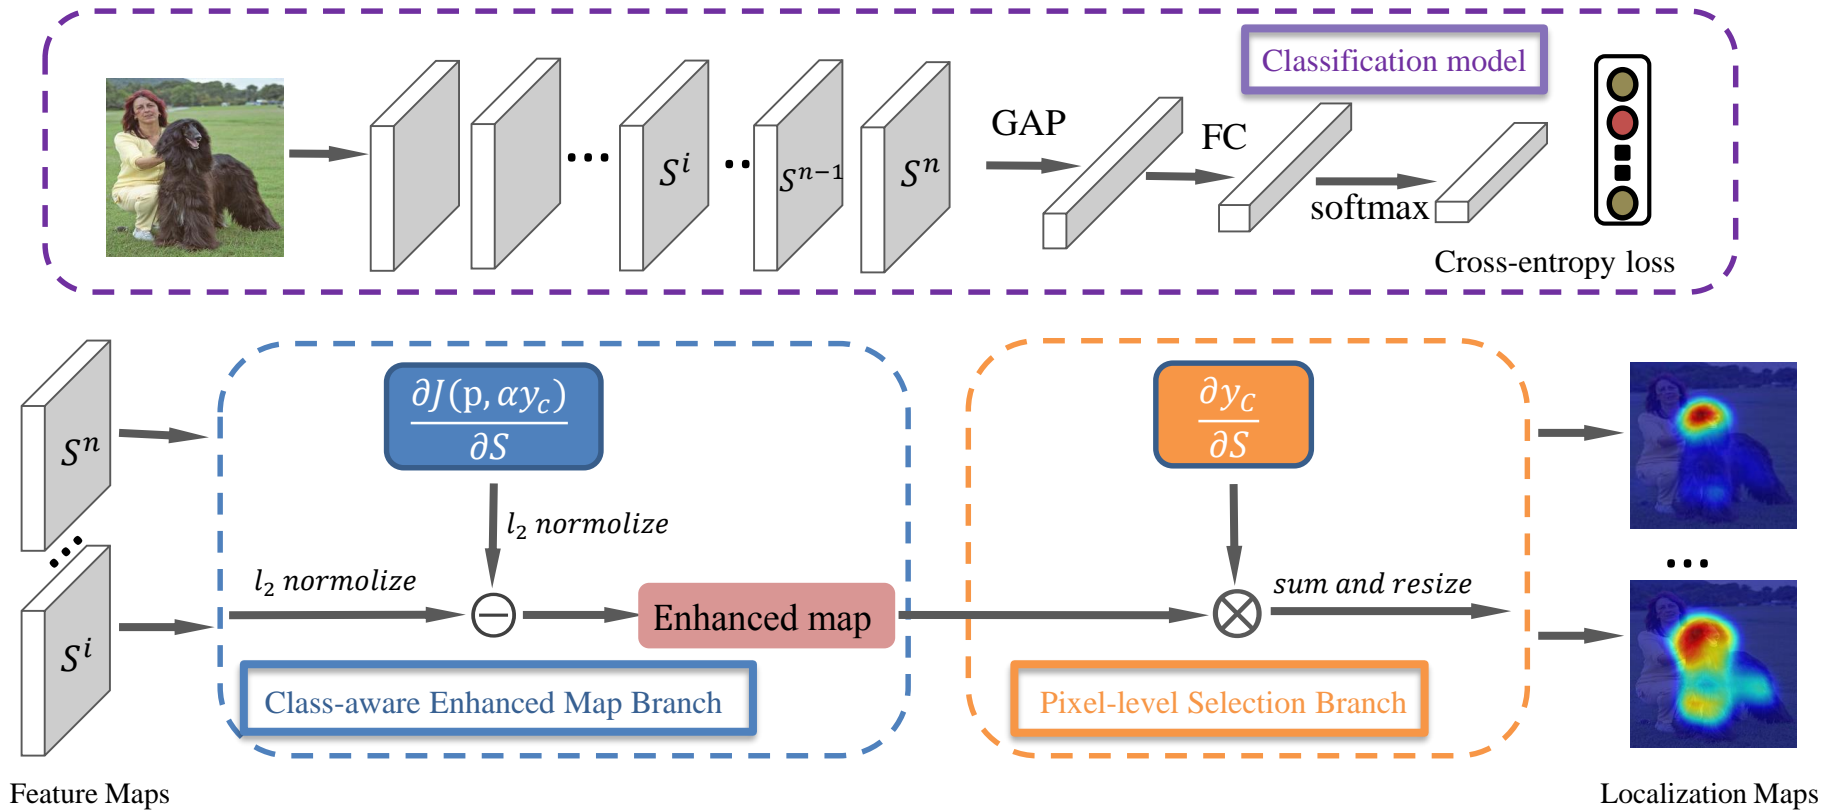 Classification model
GAP
FC
softmax
S^i
S^{n-1}
S^n
Cross-entropy loss
∂J(p, αy_c)
∂S
∂y_C
∂S
S^n
l_2 normolize
l_2 normolize
sum and resize
Enhanced map
S^i
Class-aware Enhanced Map Branch
Pixel-level Selection Branch
Feature Maps
Localization Maps